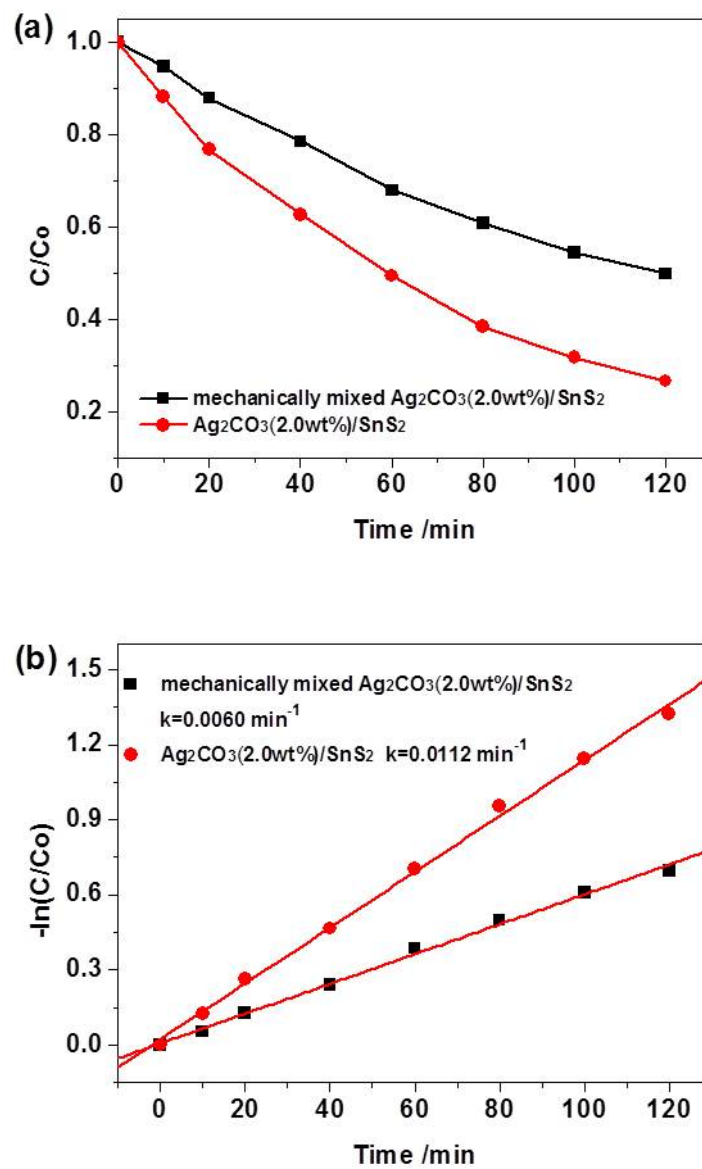 (a)
1.0
0.8
0.6
0.4
0.2
C/Co
mechanically mixed Ag₂CO₃(2.0wt%)/SnS₂
Ag₂CO₃(2.0wt%)/SnS₂
0 20 40 60 80 100 120
Time /min
(b)
1.5
1.2
0.9
0.6
0.3
0.0
-ln(C/Co)
mechanically mixed Ag₂CO₃(2.0wt%)/SnS₂
k=0.0060 min⁻¹
Ag₂CO₃(2.0wt%)/SnS₂ k=0.0112 min⁻¹
0 20 40 60 80 100 120
Time /min